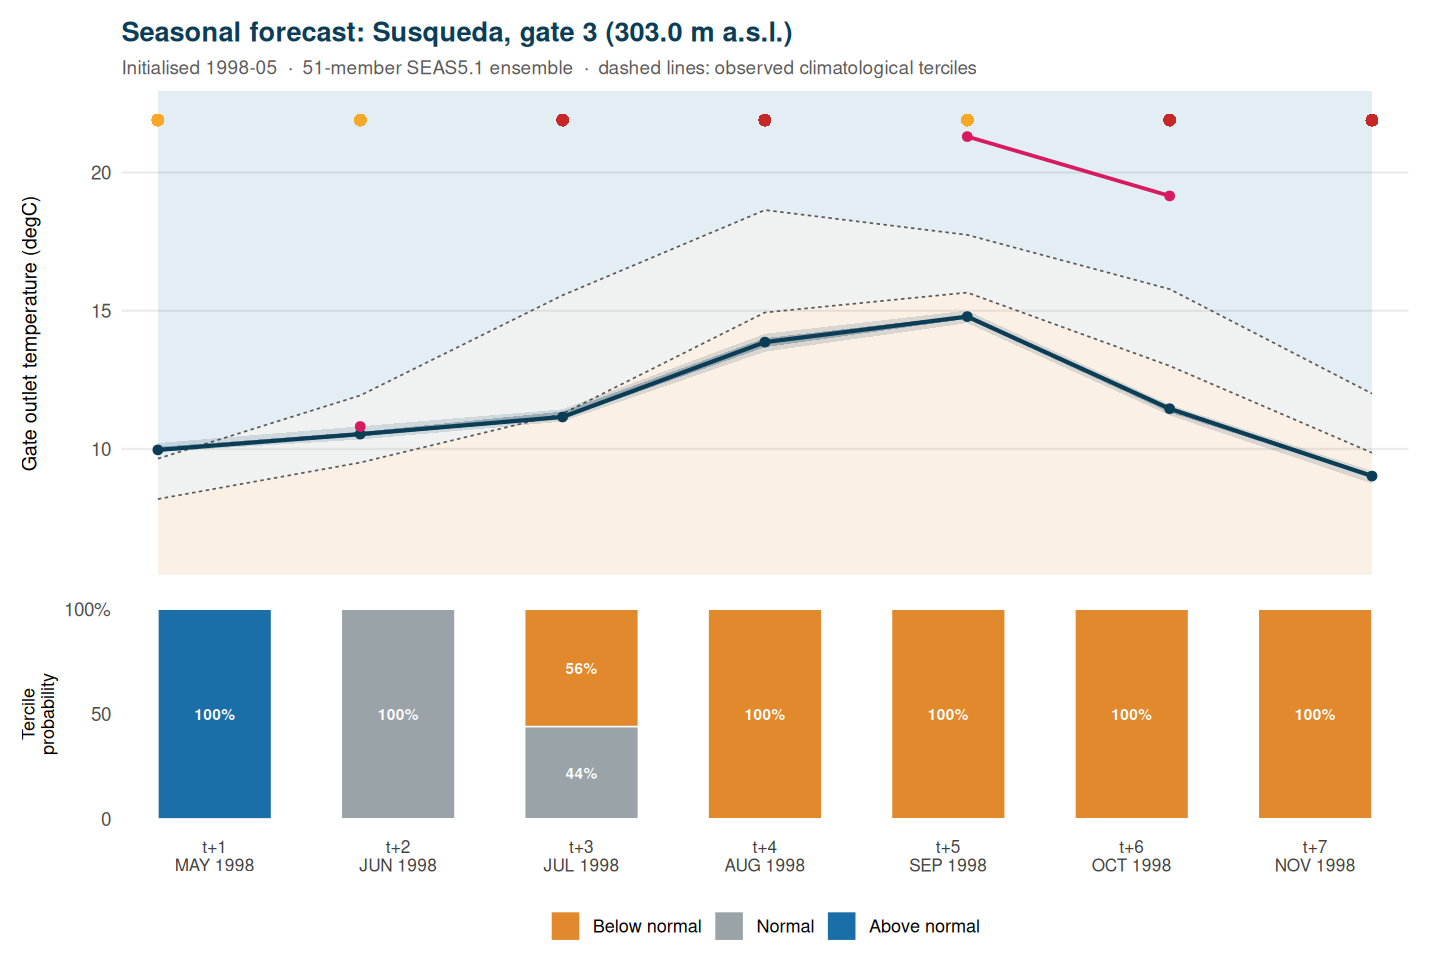 Seasonal forecast: Susqueda, gate 3 (303.0 m a.s.l.)
Initialised 1998-05 · 51-member SEAS5.1 ensemble · dashed lines: observed climatological terciles
Gate outlet temperature (degC)
20
15
10
Tercile
probability
100%
50
0
100%
100%
56%
44%
100%
100%
100%
100%
t+1
MAY 1998
t+2
JUN 1998
t+3
JUL 1998
t+4
AUG 1998
t+5
SEP 1998
t+6
OCT 1998
t+7
NOV 1998
Below normal
Normal
Above normal